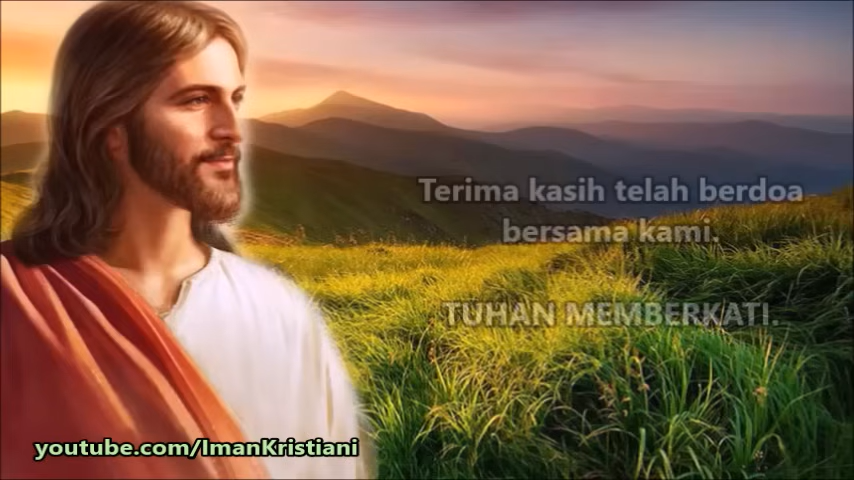 Terima kasih telah berdoa
bersama kami.
TUHAN MEMBERKATI.
youtube.com/ImanKristiani